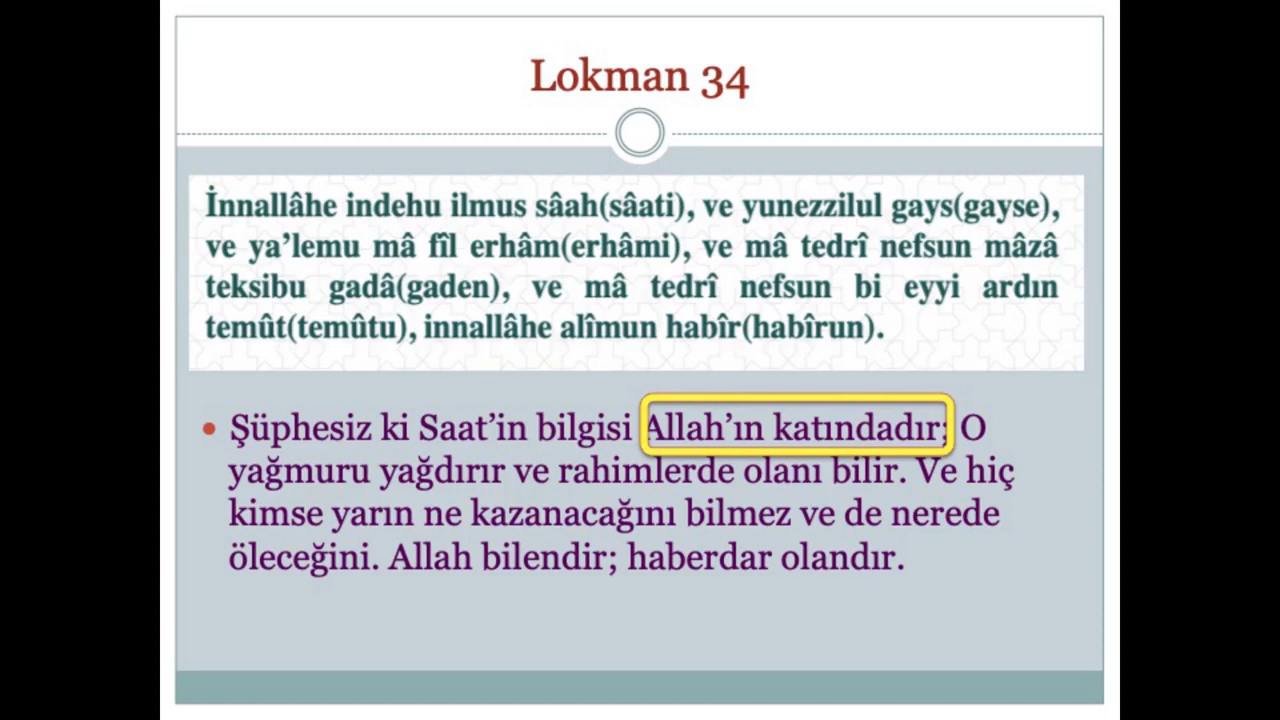 Lokman 34
İnnallâhe indehu ilmus sâah(sâati), ve yunezzilul gays(gayse),
ve ya’lemu mâ fîl erhâm(erhâmi), ve mâ tedrî nefsun mâzâ
teksibu gadâ(gaden), ve mâ tedrî nefsun bi eyyi ardın
temût(temûtu), innallâhe alîmun habîr(habîrun).
• Şüphesiz ki Saat’in bilgisi Allah’ın katındadır; O
yağmuru yağdırır ve rahimlerde olanı bilir. Ve hiç
kimse yarın ne kazanacağını bilmez ve de nerede
öleceğini. Allah bilendir; haberdar olandır.